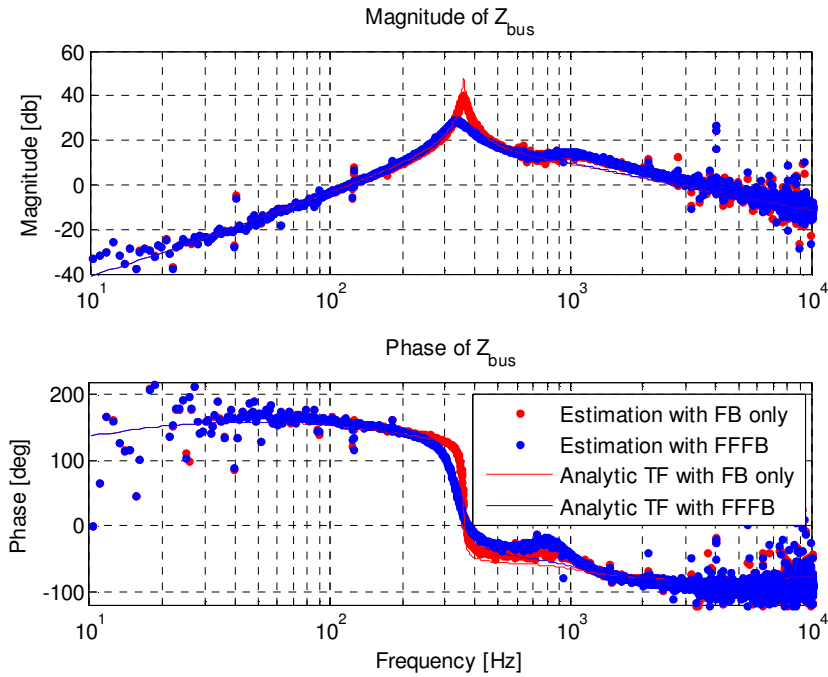 Magnitude of Z_bus
60
40
20
0
-20
-40
Magnitude [db]
10^1
10^2
10^3
10^4
Phase of Z_bus
200
100
0
-100
Phase [deg]
Estimation with FB only
Estimation with FFFB
Analytic TF with FB only
Analytic TF with FFFB
10^1
10^2
10^3
10^4
Frequency [Hz]